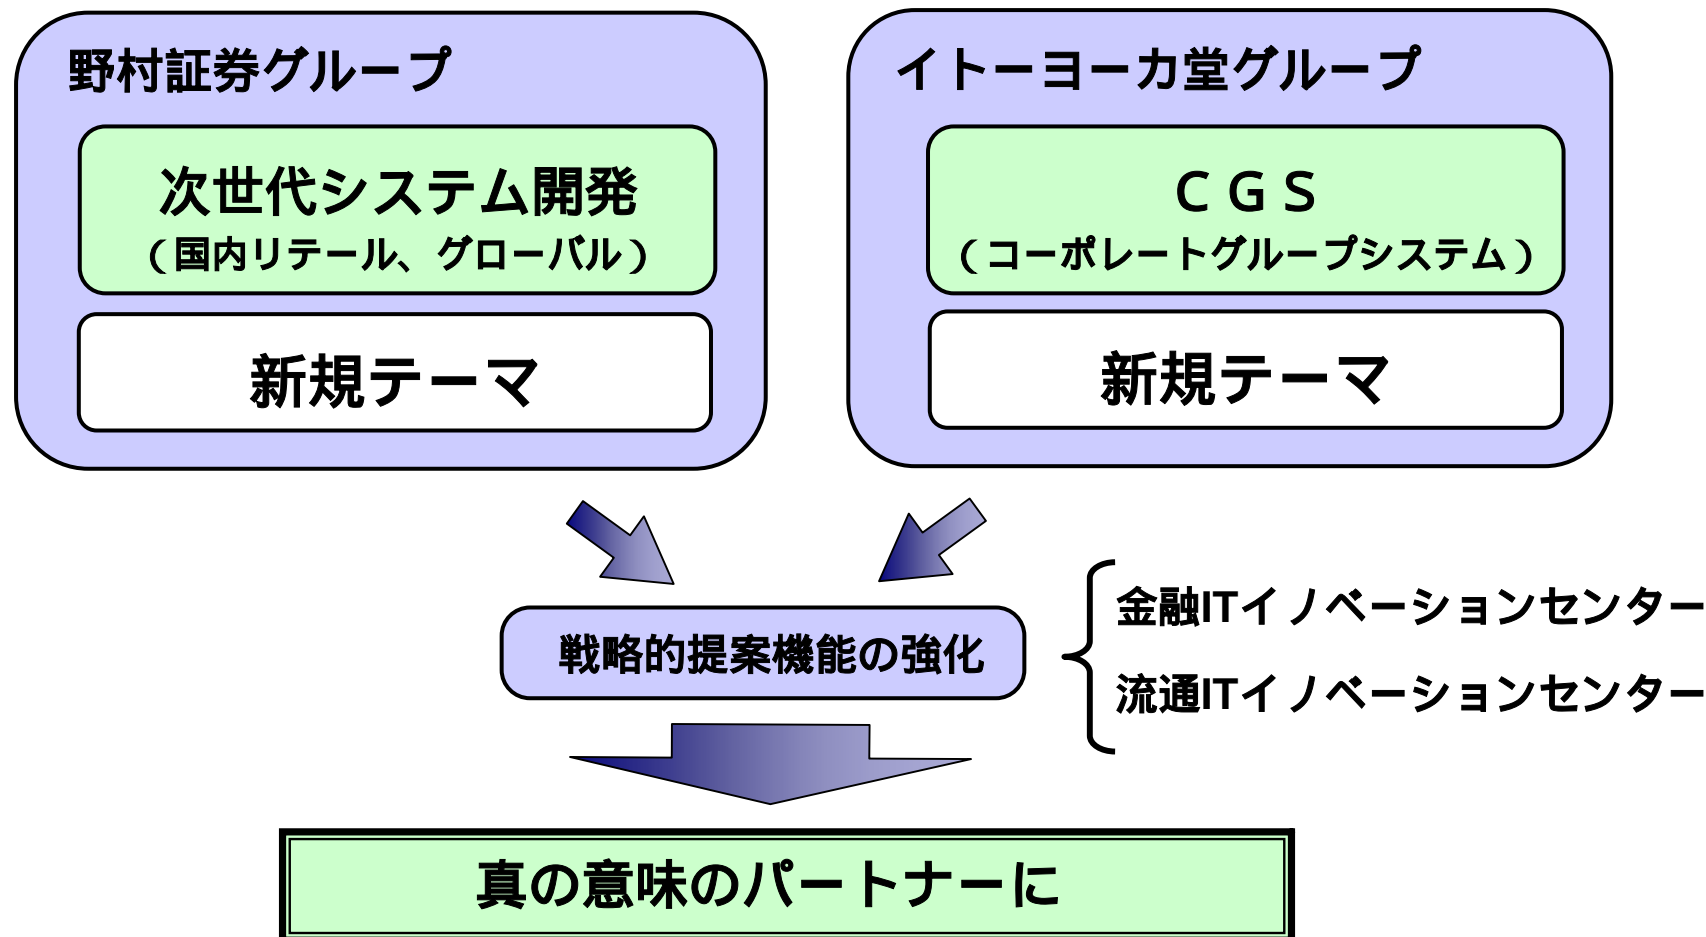 野村証券グループ
次世代システム開発
（国内リテール、グローバル）
新規テーマ
イトーヨーカ堂グループ
ＣＧＳ
（コーポレートグループシステム）
新規テーマ
戦略的提案機能の強化
金融ITイノベーションセンター
流通ITイノベーションセンター
真の意味のパートナーに